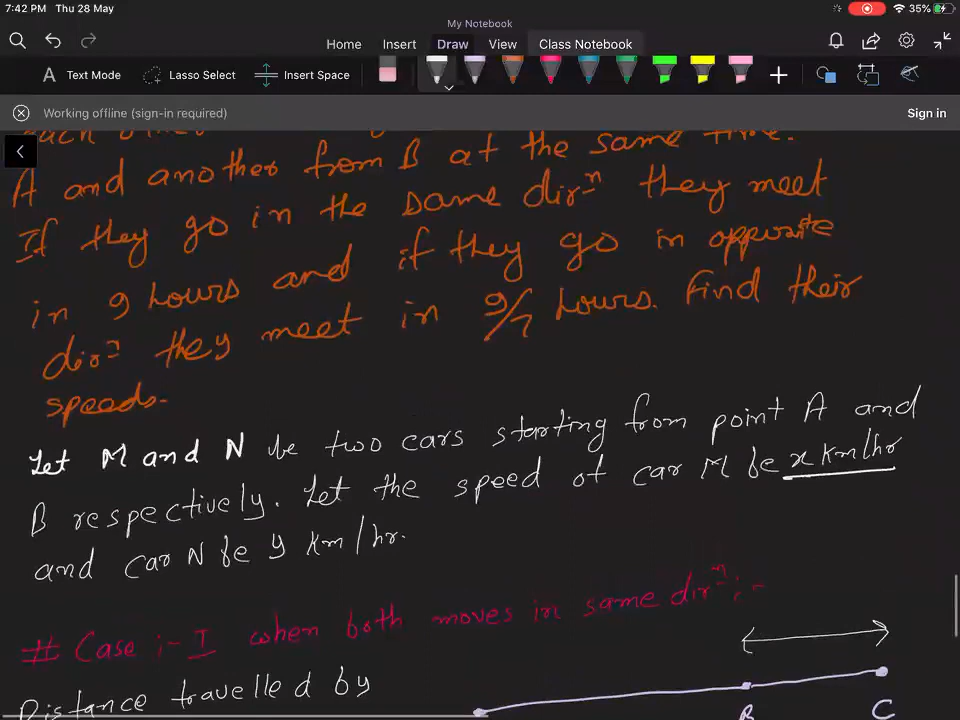 7:42 PM Thu 28 May
35%
My Notebook
Home Insert Draw View Class Notebook
Text Mode Lasso Select Insert Space
Working offline (sign-in required) Sign in
A and another from B at the same time.
If they go in the same dirⁿ they meet
in 9 hours and if they go in opposite
dirⁿ they meet in 9/7 hours. Find their
speeds.
Let M and N be two cars starting from point A and
B respectively. Let the speed of car M be x km/hr
and car N be y km/hr.
# Case :- I when both moves in same dirⁿ :-
Distance travelled by
B C